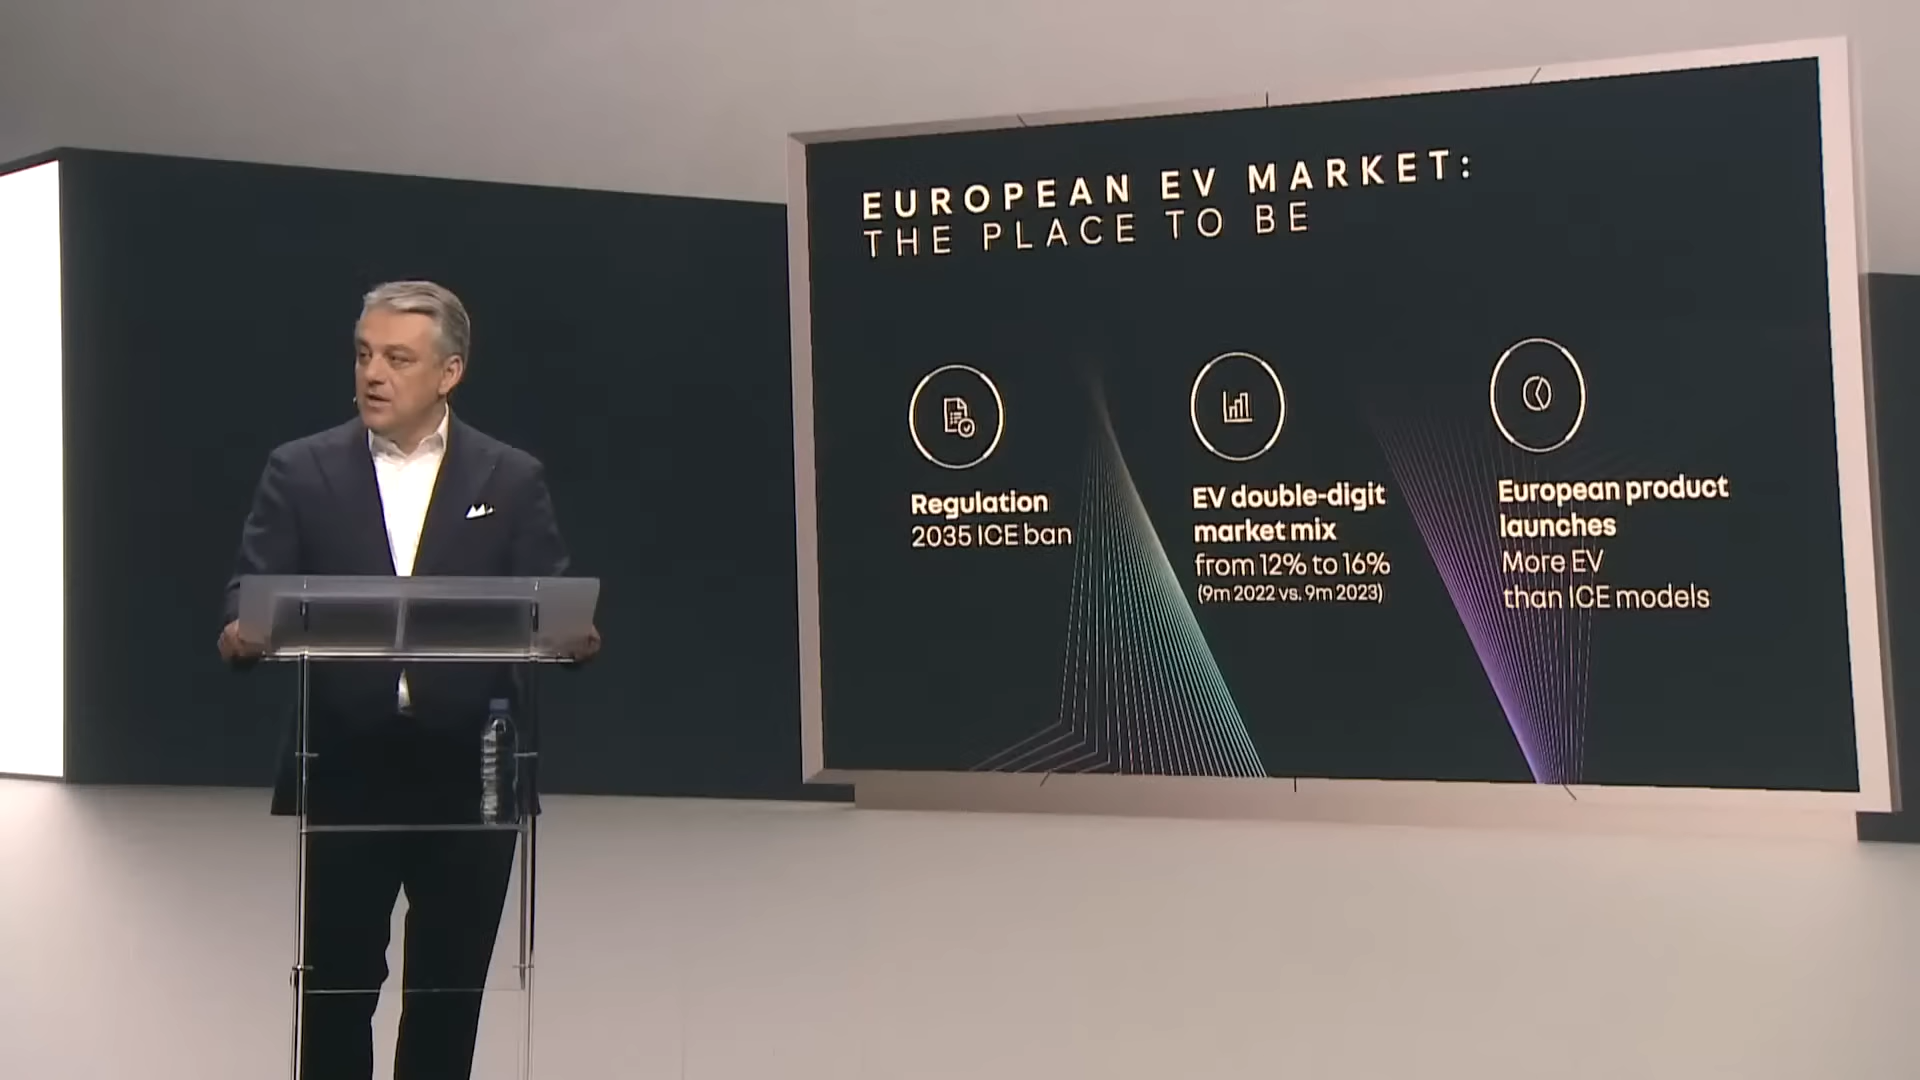 EUROPEAN EV MARKET:
THE PLACE TO BE
Regulation
2035 ICE ban
EV double-digit
market mix
from 12% to 16%
(9m 2022 vs. 9m 2023)
European product
launches
More EV
than ICE models